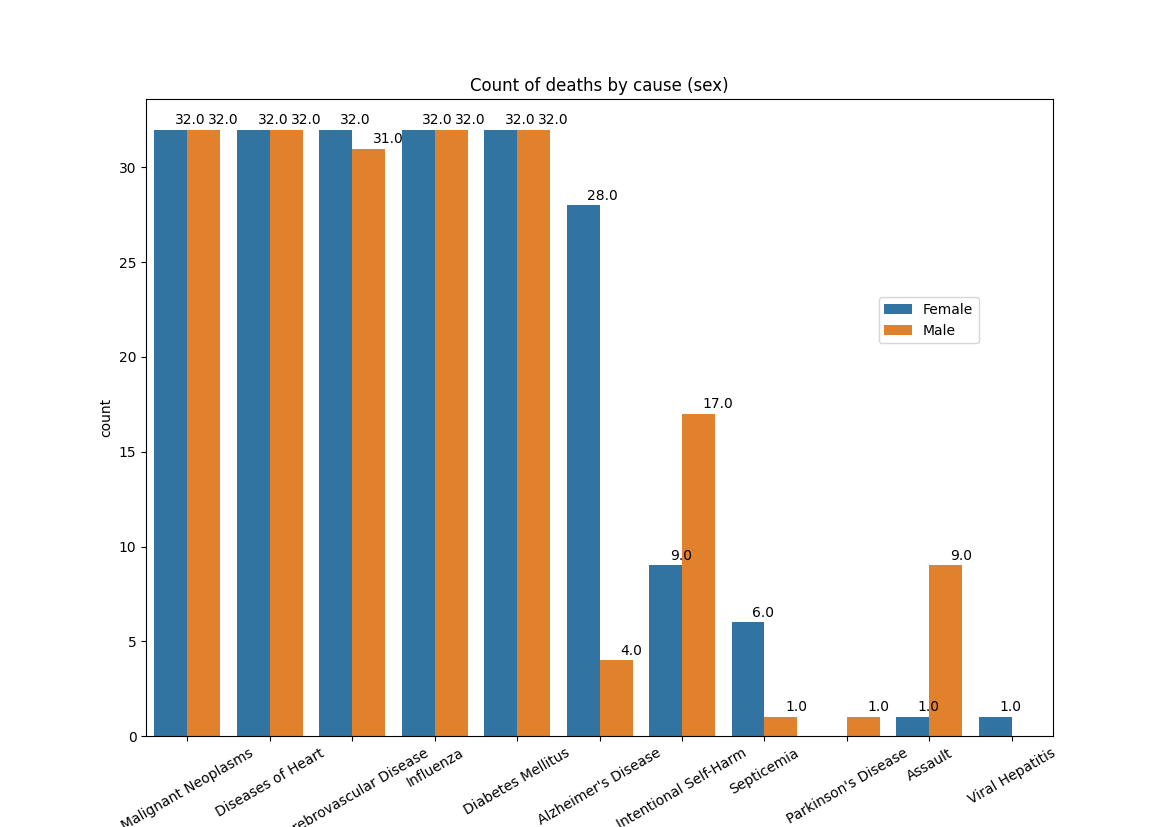 Count of deaths by cause (sex)
32.0 32.0 32.0 32.0 32.0 31.0 32.0 32.0 32.0 32.0
28.0
4.0
9.0
17.0
6.0
1.0
1.0
1.0
9.0
1.0
Female
Male
count
30
25
20
15
10
5
0
Malignant Neoplasms
Diseases of Heart
rebrovascular Disease
Influenza
Diabetes Mellitus
Alzheimer's Disease
Intentional Self-Harm
Septicemia
Parkinson's Disease
Assault
Viral Hepatitis